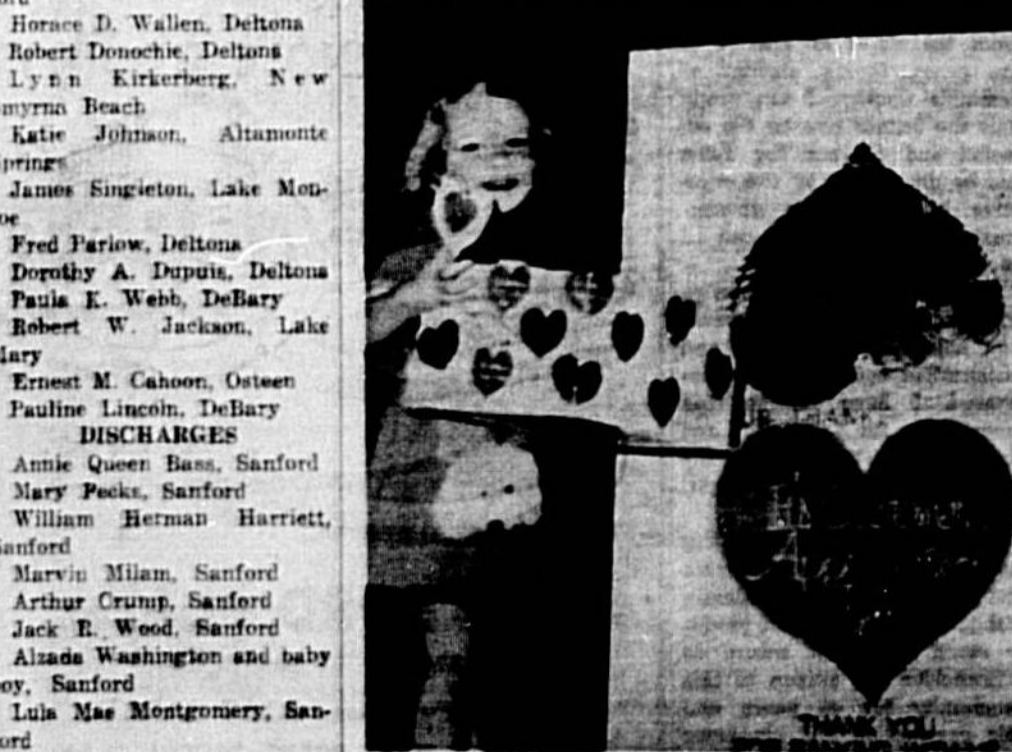 Horace D. Wallen, Deltona
Robert Donochie, Deltona
Lynn Kirkerberg, New
myrna Beach
Katie Johnson, Altamonte
prings
James Singleton, Lake Mon-
oe
Fred Parlow, Deltona
Dorothy A. Dupuis, Deltona
Paula K. Webb, DeBary
Robert W. Jackson, Lake
Mary
Ernest M. Cahoon, Osteen
Pauline Lincoln, DeBary
DISCHARGES
Annie Queen Bass, Sanford
Mary Pecks, Sanford
William Herman Harriett,
Sanford
Marvin Milam, Sanford
Arthur Crump, Sanford
Jack R. Wood, Sanford
Alzada Washington and baby
oy, Sanford
Lula Mae Montgomery, San-
ord
THANK YOU